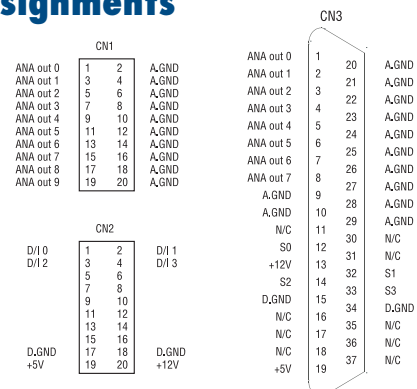 signments
CN1
ANA out 0 1 2 A.GND
ANA out 1 3 4 A.GND
ANA out 2 5 6 A.GND
ANA out 3 7 8 A.GND
ANA out 4 9 10 A.GND
ANA out 5 11 12 A.GND
ANA out 6 13 14 A.GND
ANA out 7 15 16 A.GND
ANA out 8 17 18 A.GND
ANA out 9 19 20 A.GND
CN2
D/I 0 1 2 D/I 1
D/I 2 3 4 D/I 3
5 6
7 8
9 10
11 12
13 14
15 16
D.GND 17 18 D.GND
+5V 19 20 +12V
CN3
ANA out 0 1
20 A.GND
ANA out 1 2
21 A.GND
ANA out 2 3
22 A.GND
ANA out 3 4
23 A.GND
ANA out 4 5
24 A.GND
ANA out 5 6
25 A.GND
ANA out 6 7
26 A.GND
ANA out 7 8
27 A.GND
A.GND 9
28 A.GND
A.GND 10
29 A.GND
N/C 11
30 N/C
S0 12
31 N/C
+12V 13
32 S1
S2 14
33 S3
D.GND 15
34 D.GND
N/C 16
35 N/C
N/C 17
36 N/C
N/C 18
37 N/C
+5V 19